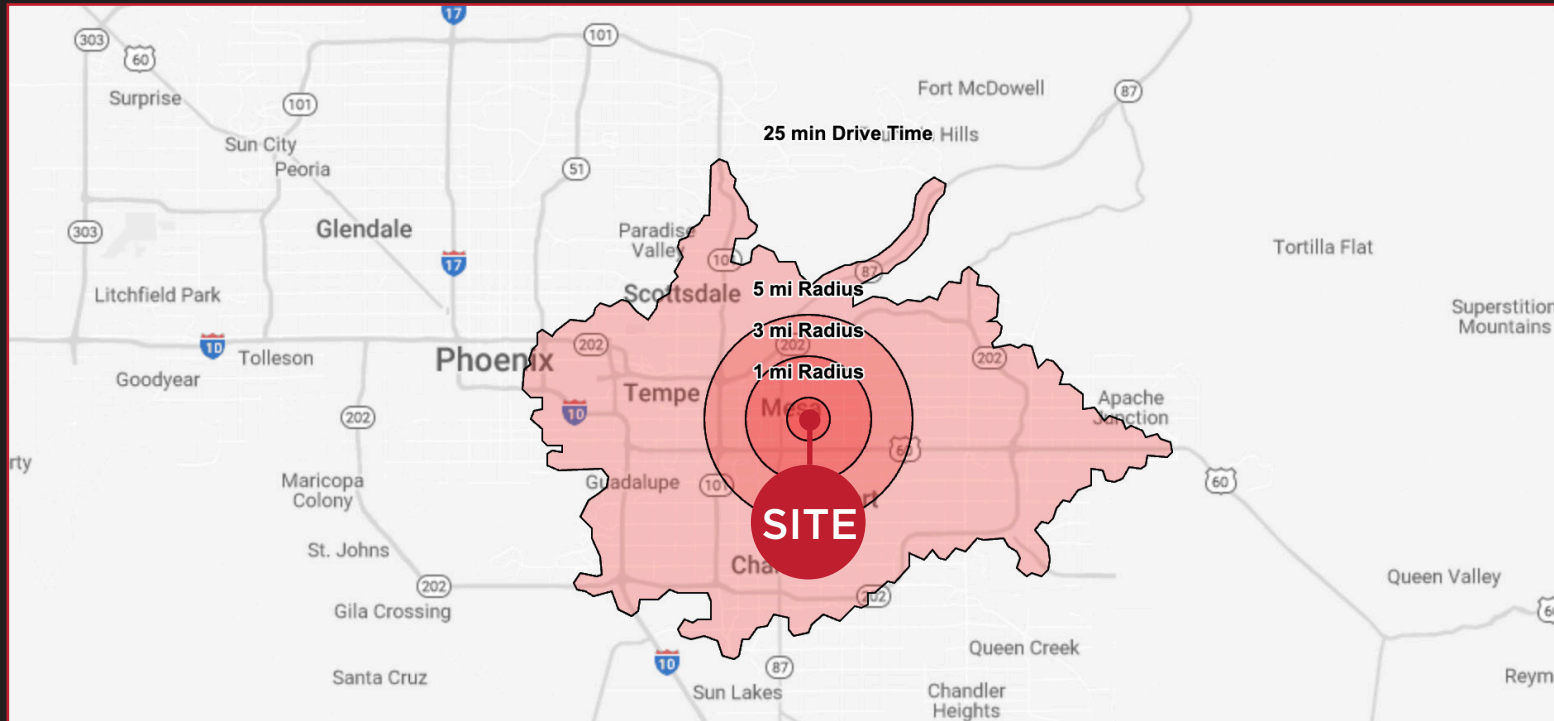 17
303
101
60
Fort McDowell
87
Surprise
101
25 min Drive Time
Hills
Sun City
Peoria
51
303
Glendale
Paradise
Valley
Tortilla Flat
17
87
Litchfield Park
Scottsdale
5 mi Radius
Superstition
Mountains
3 mi Radius
10
Tolleson
Phoenix
202
202
202
Goodyear
1 mi Radius
Tempe
Mesa
Apache
Junction
202
10
60
rty
Maricopa
Colony
Guadalupe
101
60
rt
SITE
St. Johns
Cha
202
202
Queen Valley
Gila Crossing
Queen Creek
10
87
Santa Cruz
Sun Lakes
Chandler
Heights
Reym